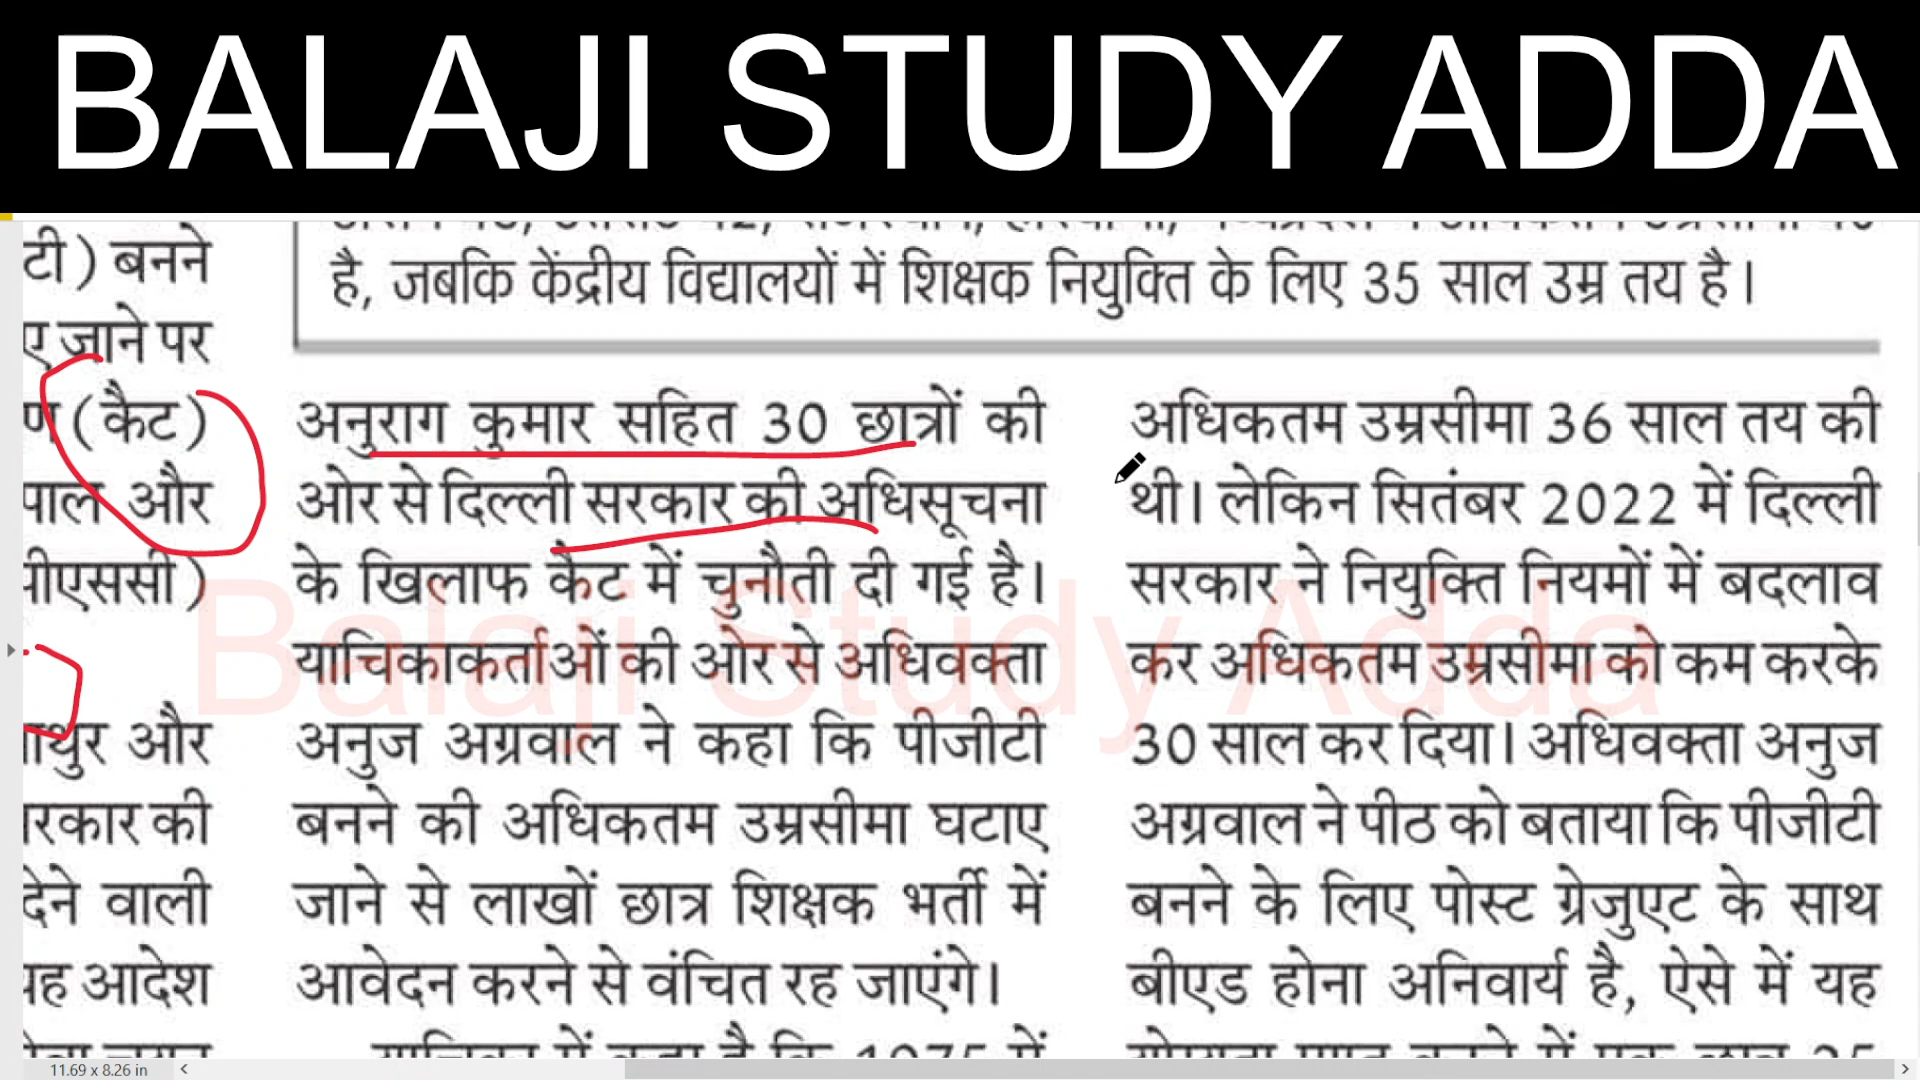 BALAJI STUDY ADDA
है, जबकि केंद्रीय विद्यालयों में शिक्षक नियुक्ति के लिए 35 साल उम्र तय है।
टी) बनने
ए जाने पर
ण (कैट)
पाल और
पीएससी)
माथुर और
सरकार की
देने वाली
यह आदेश
अनुराग कुमार सहित 30 छात्रों की
ओर से दिल्ली सरकार की अधिसूचना
के खिलाफ कैट में चुनौती दी गई है।
याचिकाकर्ताओं की ओर से अधिवक्ता
अनुज अग्रवाल ने कहा कि पीजीटी
बनने की अधिकतम उम्रसीमा घटाए
जाने से लाखों छात्र शिक्षक भर्ती में
आवेदन करने से वंचित रह जाएंगे।
याचिका में कहा है कि 1975 में
अधिकतम उम्रसीमा 36 साल तय की
थी। लेकिन सितंबर 2022 में दिल्ली
सरकार ने नियुक्ति नियमों में बदलाव
कर अधिकतम उम्रसीमा को कम करके
30 साल कर दिया। अधिवक्ता अनुज
अग्रवाल ने पीठ को बताया कि पीजीटी
बनने के लिए पोस्ट ग्रेजुएट के साथ
बीएड होना अनिवार्य है, ऐसे में यह
Balaji Study Adda
11.69 x 8.26 in